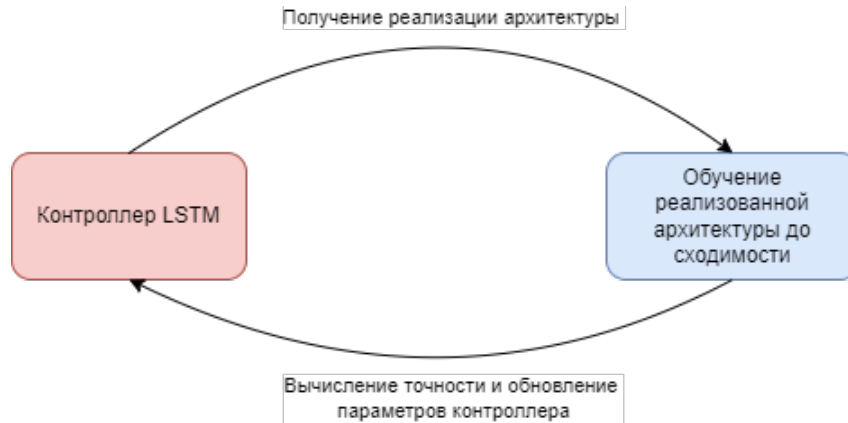 Получение реализации архитектуры
Контроллер LSTM
Обучение
реализованной
архитектуры до
сходимости
Вычисление точности и обновление
параметров контроллера